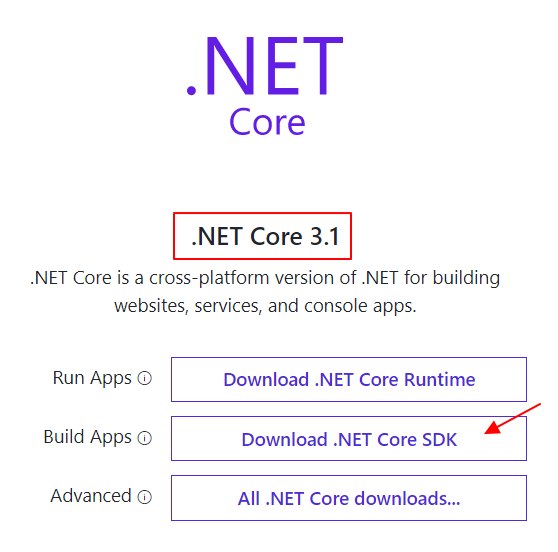 .NET
Core
.NET Core 3.1
.NET Core is a cross-platform version of .NET for building
websites, services, and console apps.
Run Apps
Download .NET Core Runtime
Build Apps
Download .NET Core SDK
Advanced
All .NET Core downloads...